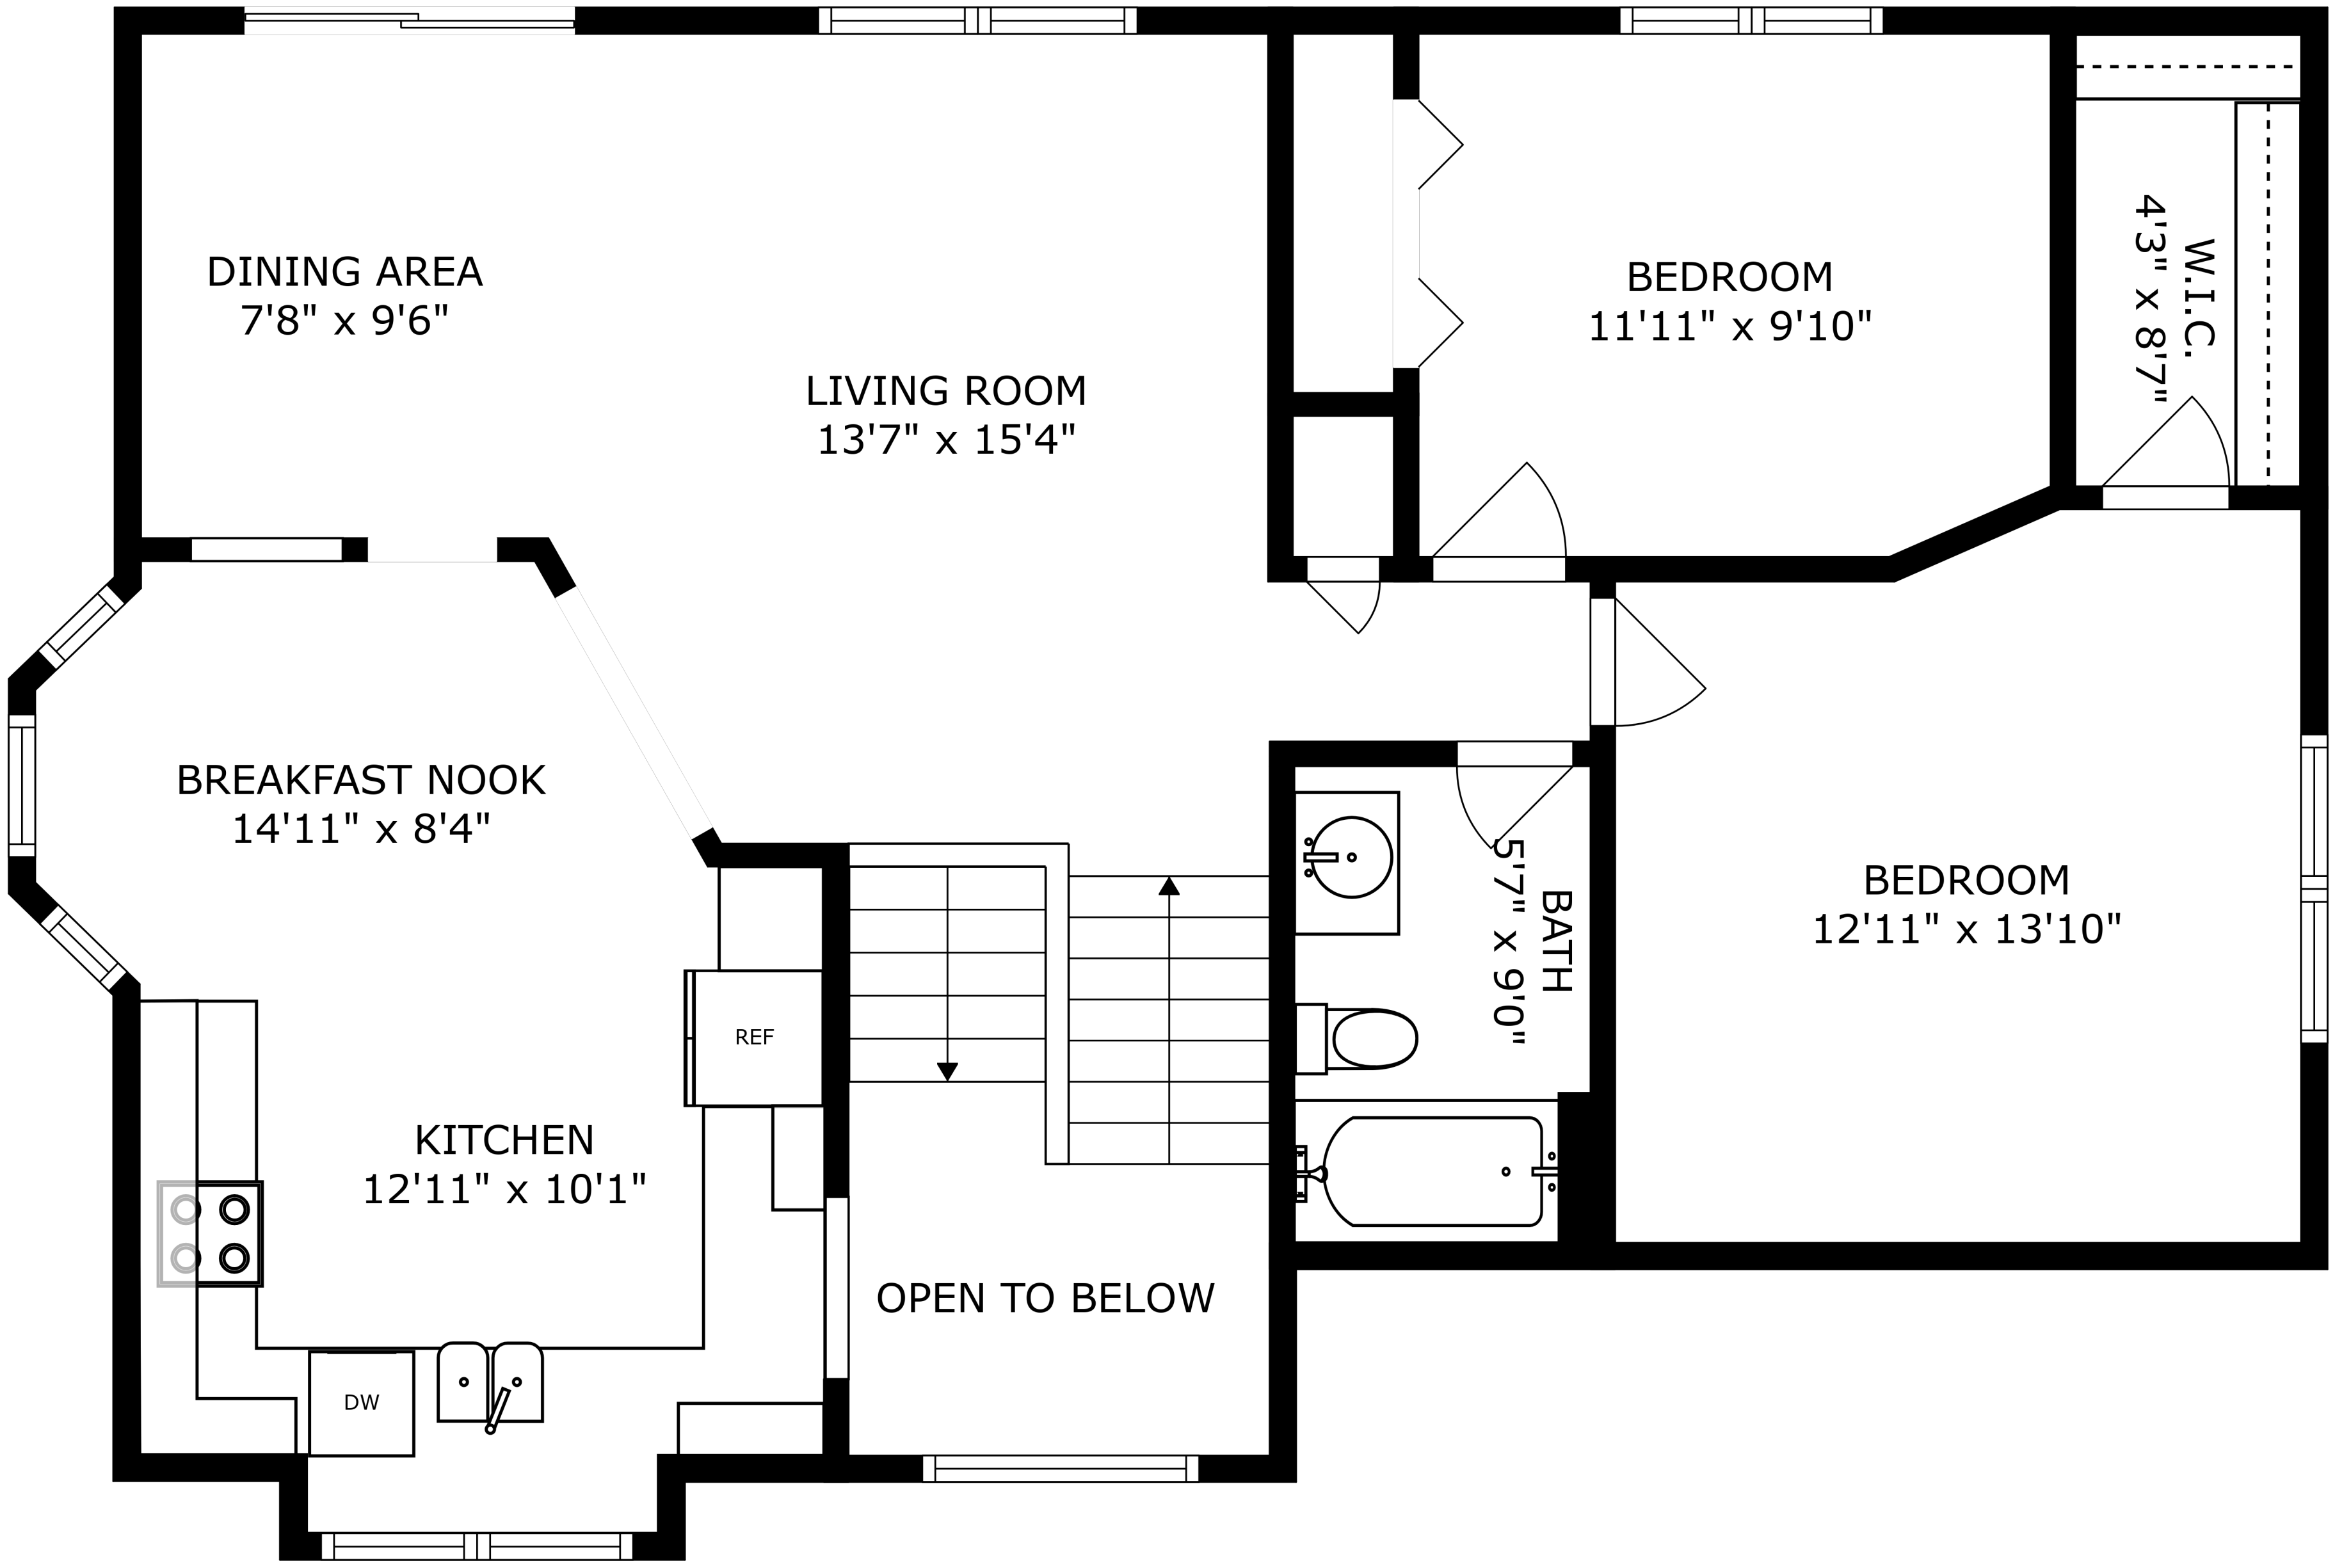 DINING AREA
7'8" x 9'6"
LIVING ROOM
13'7" x 15'4"
BEDROOM
11'11" x 9'10"
W.I.C.
4'3" x 8'7"
BREAKFAST NOOK
14'11" x 8'4"
BATH
5'7" x 9'0"
BEDROOM
12'11" x 13'10"
REF
KITCHEN
12'11" x 10'1"
OPEN TO BELOW
DW